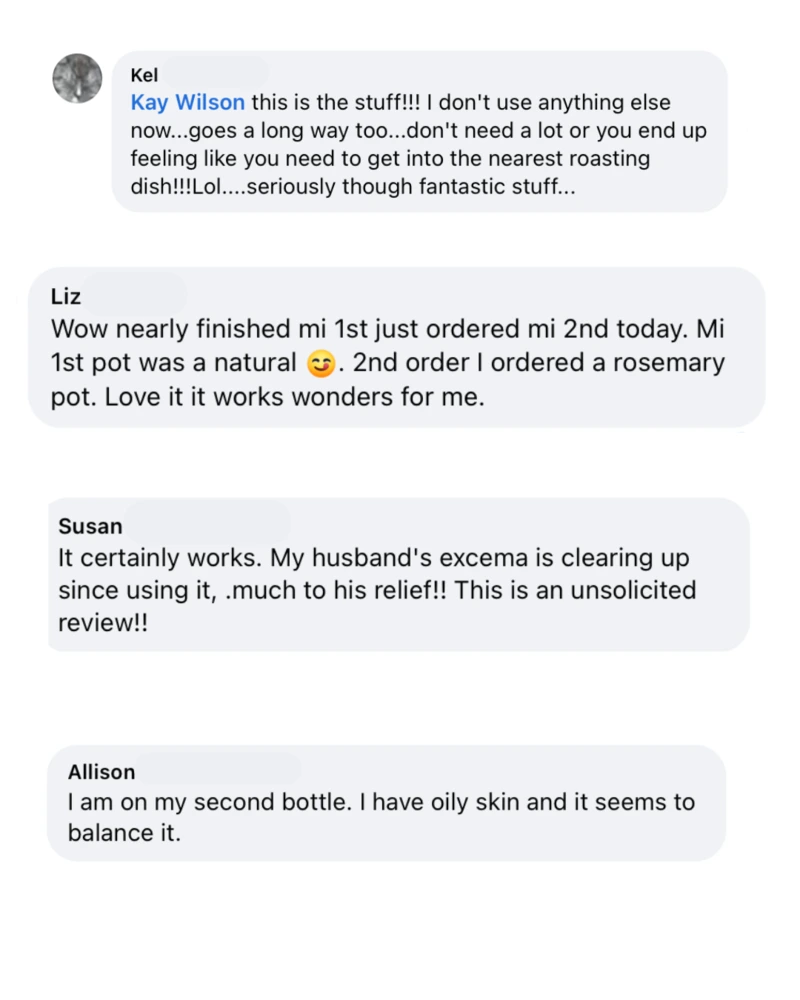 Kel
Kay Wilson this is the stuff!!! I don't use anything else
now...goes a long way too...don't need a lot or you end up
feeling like you need to get into the nearest roasting
dish!!!Lol....seriously though fantastic stuff...
Liz
Wow nearly finished mi 1st just ordered mi 2nd today. Mi
1st pot was a natural 😋. 2nd order I ordered a rosemary
pot. Love it it works wonders for me.
Susan
It certainly works. My husband's excema is clearing up
since using it, .much to his relief!! This is an unsolicited
review!!
Allison
I am on my second bottle. I have oily skin and it seems to
balance it.